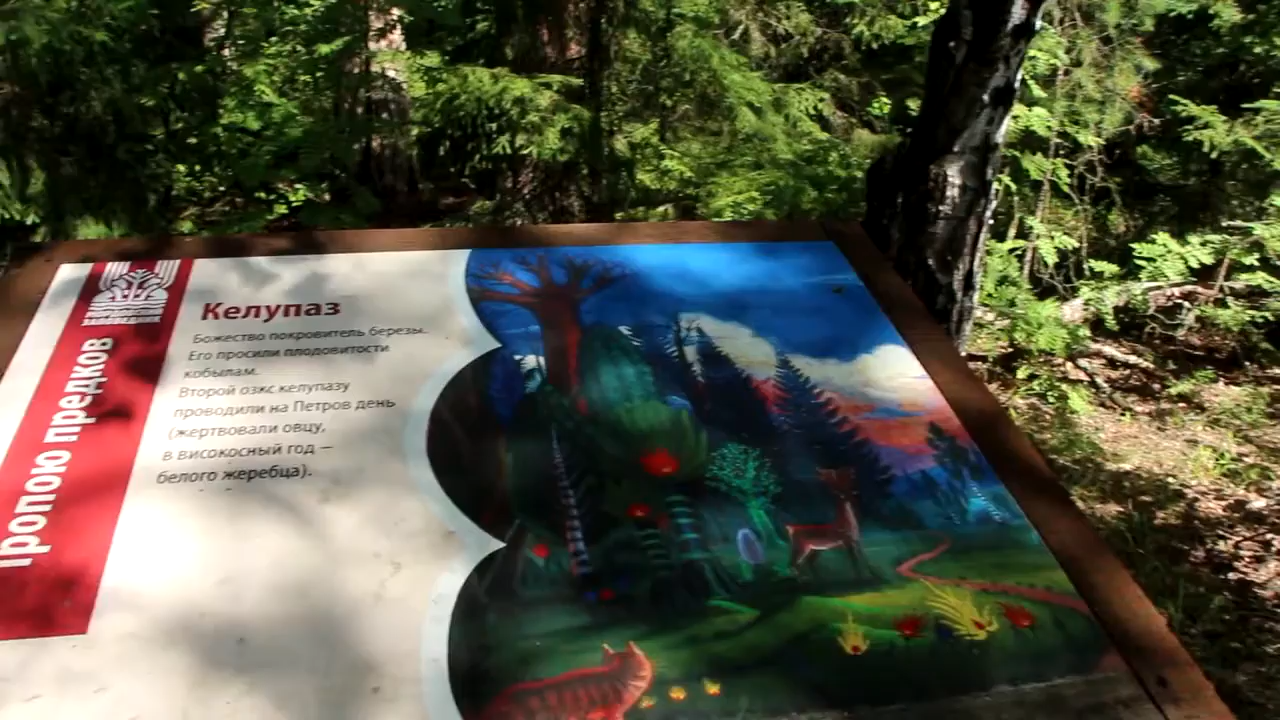 Тропою предков
Келупаз
Божество покровитель березы.
Его просили плодовитости
кобылам.
Второй озкс келупазу
проводили на Петров день
(жертвовали овцу,
в високосный год –
белого жеребца).